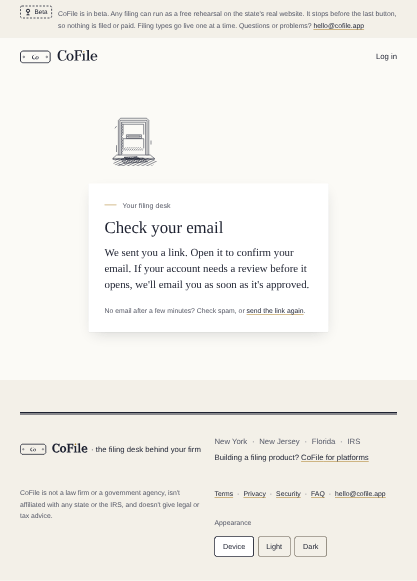 Beta
CoFile is in beta. Any filing can run as a free rehearsal on the state's real website. It stops before the last button,
so nothing is filed or paid. Filing types go live one at a time. Questions or problems? hello@cofile.app
Co CoFile
Log in
Your filing desk
Check your email
We sent you a link. Open it to confirm your
email. If your account needs a review before it
opens, we'll email you as soon as it's approved.
No email after a few minutes? Check spam, or send the link again.
Co CoFile · the filing desk behind your firm
New York · New Jersey · Florida · IRS
Building a filing product? CoFile for platforms
CoFile is not a law firm or a government agency, isn't
affiliated with any state or the IRS, and doesn't give legal or
tax advice.
Terms · Privacy · Security · FAQ · hello@cofile.app
Appearance
Device Light Dark